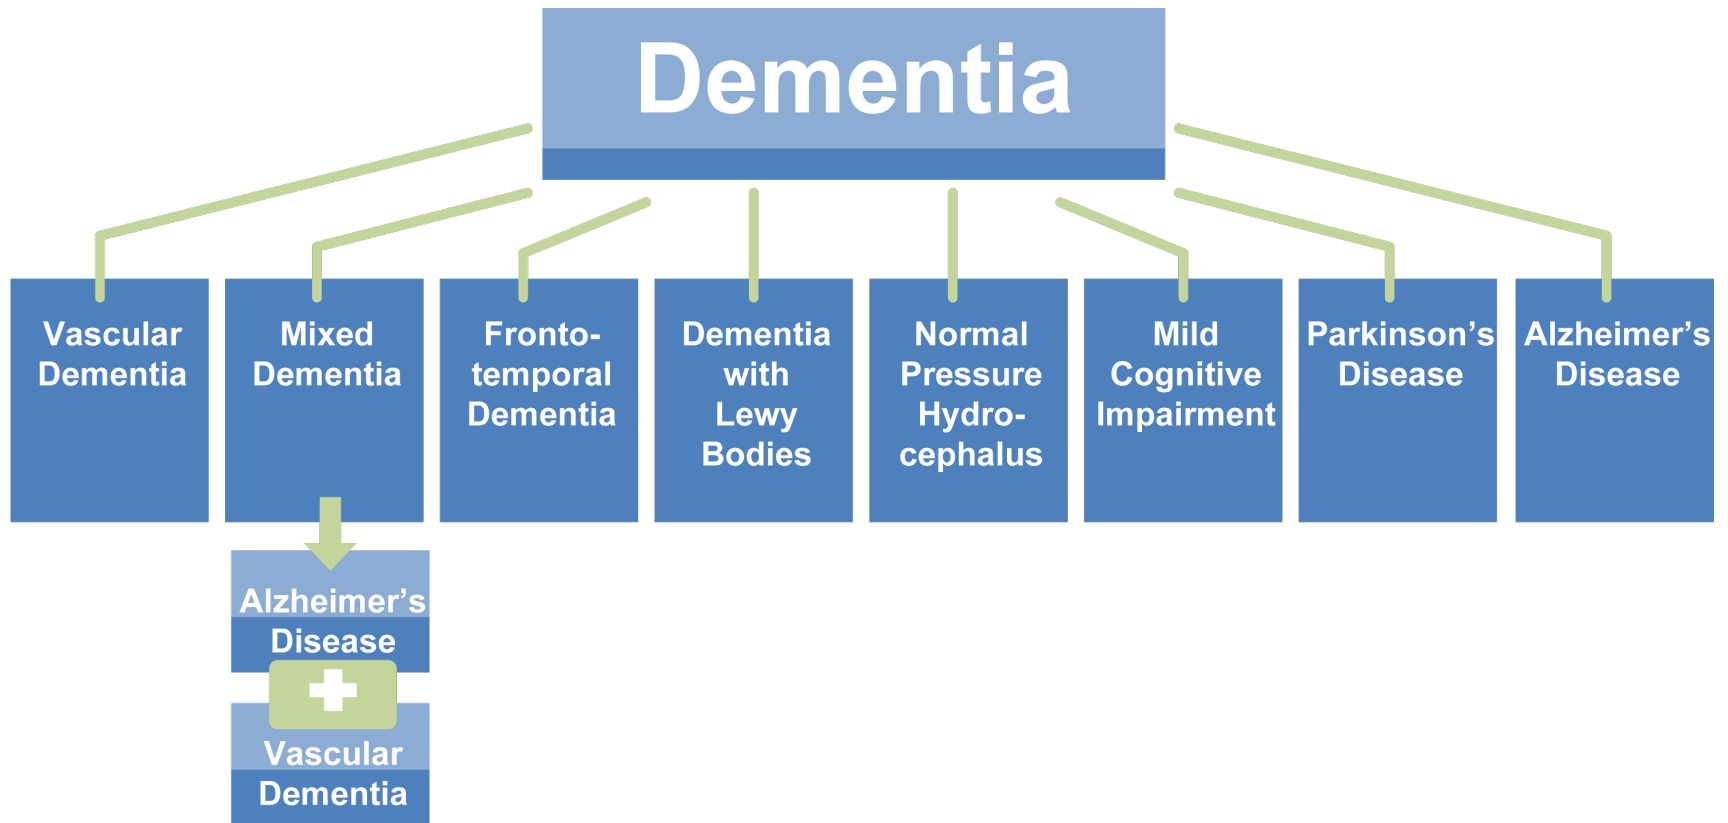 Dementia
Vascular
Dementia
Mixed
Dementia
Fronto-
temporal
Dementia
Dementia
with
Lewy
Bodies
Normal
Pressure
Hydro-
cephalus
Mild
Cognitive
Impairment
Parkinson’s
Disease
Alzheimer’s
Disease
Alzheimer’s
Disease
Vascular
Dementia